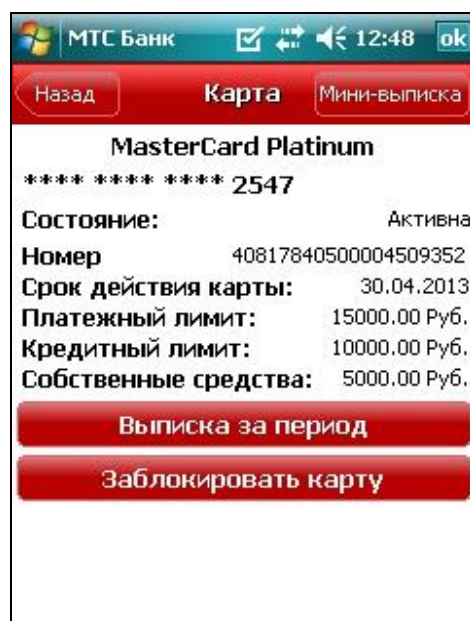 МТС Банк 12:48 ok
Назад Карта Мини-выписка
MasterCard Platinum
**** **** **** 2547
Состояние: Активна
Номер 40817840500004509352
Срок действия карты: 30.04.2013
Платежный лимит: 15000.00 Руб.
Кредитный лимит: 10000.00 Руб.
Собственные средства: 5000.00 Руб.
Выписка за период
Заблокировать карту